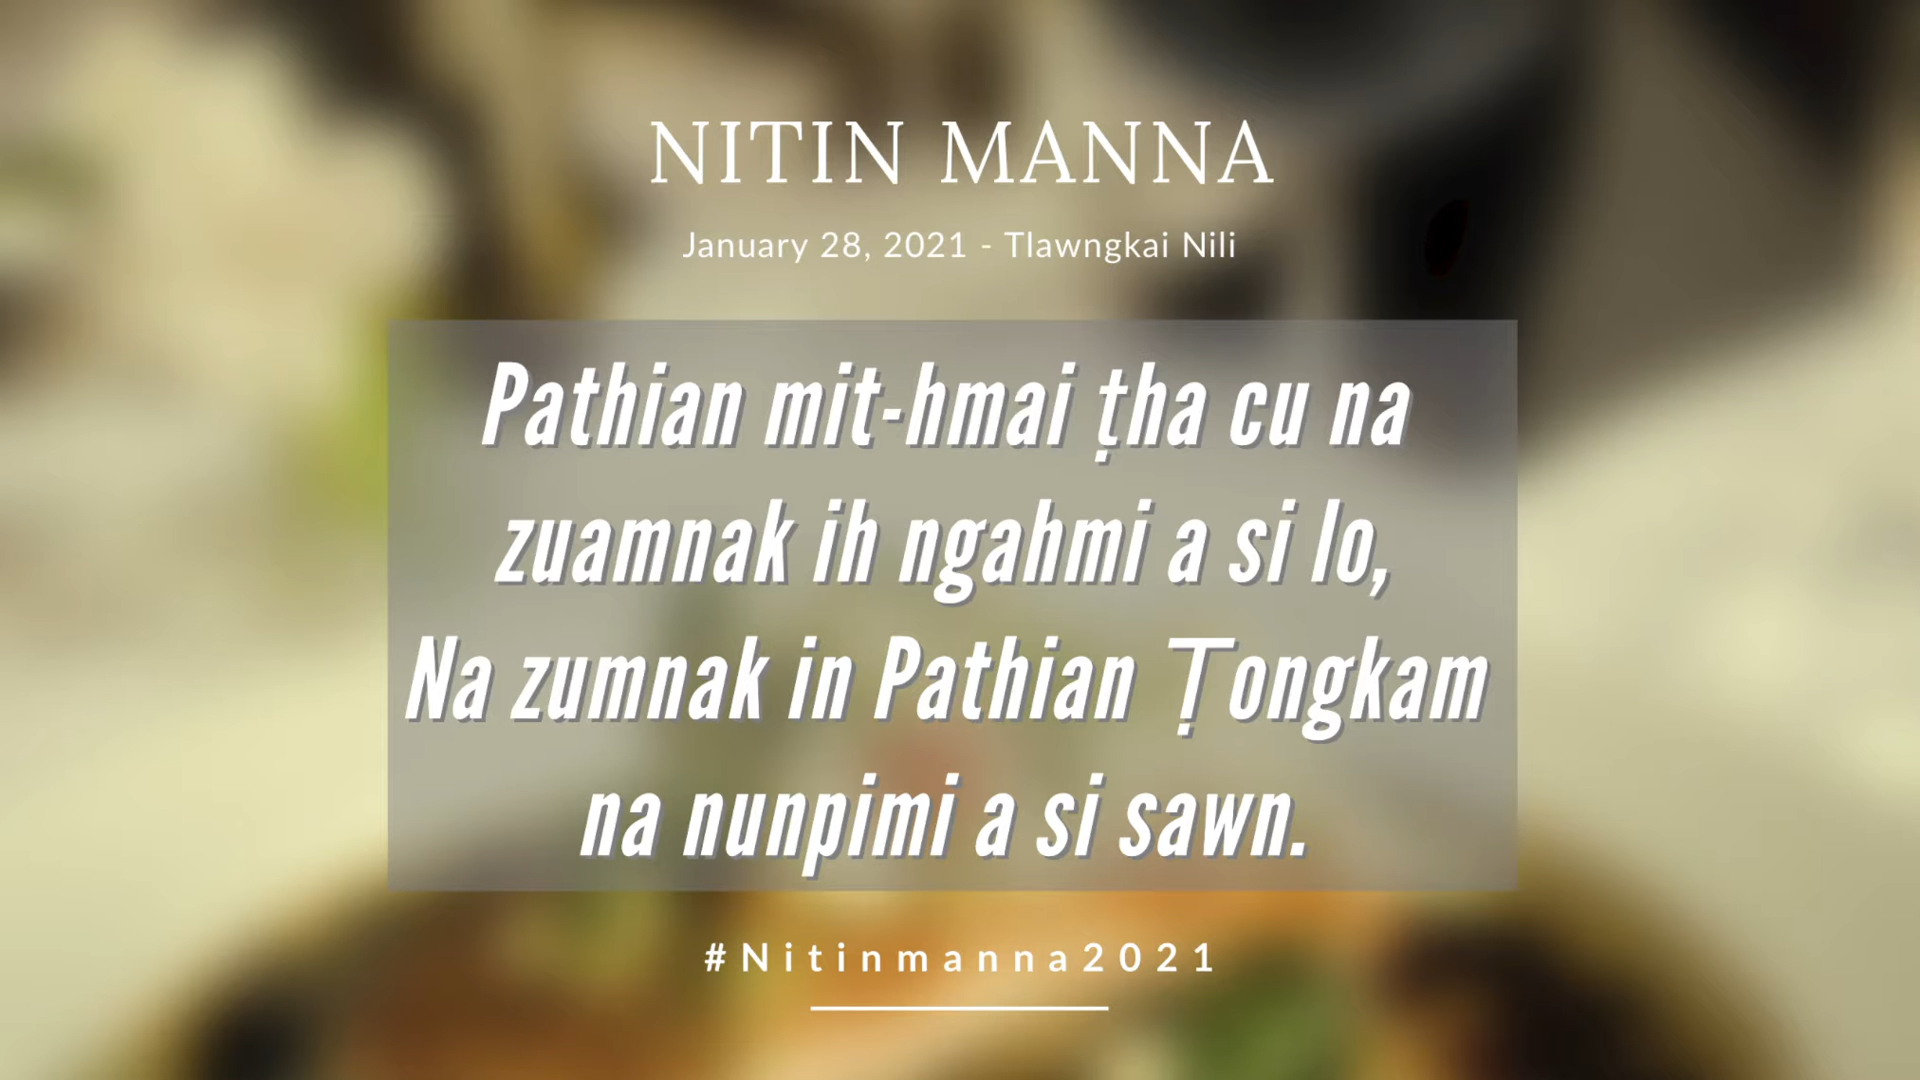 NITIN MANNA
January 28, 2021 - Tlawngkai Nili
Pathian mit-hmai ṭha cu na
zuamnak ih ngahmi a si lo,
Na zumnak in Pathian Ṭongkam
na nunpimi a si sawn.
#Nitinmanna2021